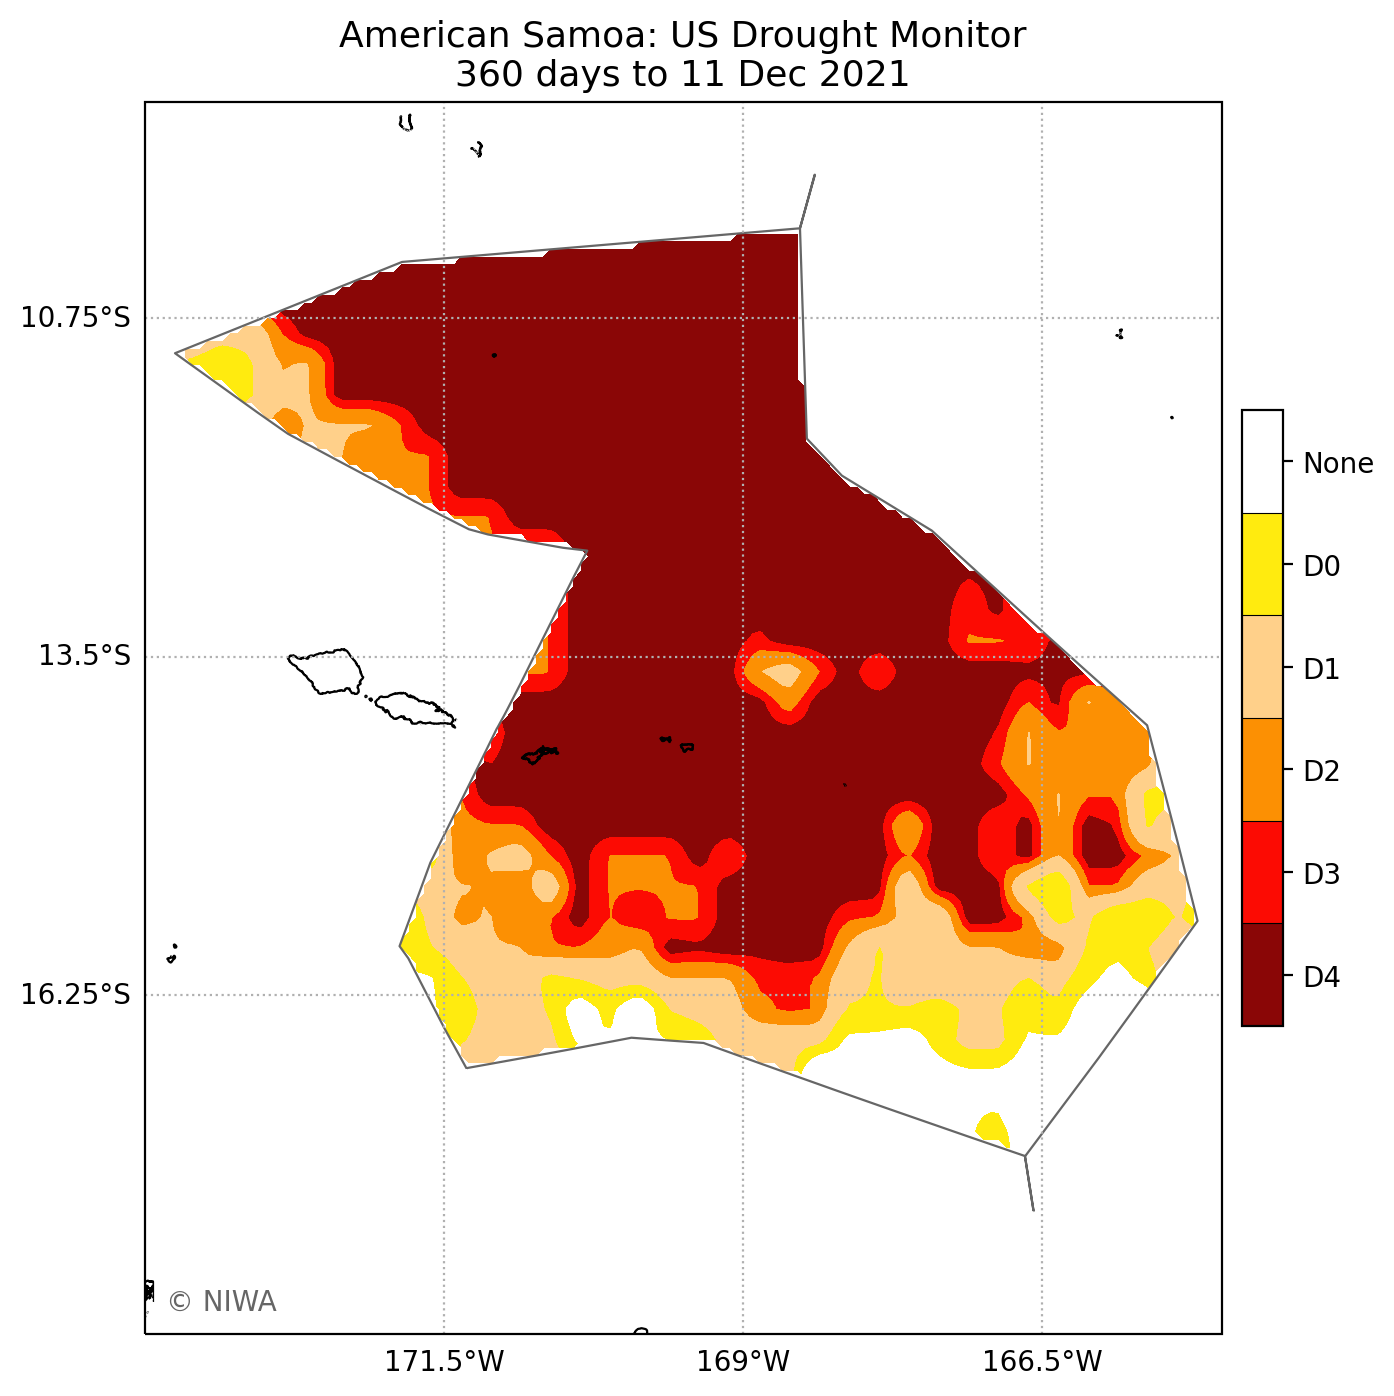 American Samoa: US Drought Monitor
360 days to 11 Dec 2021
10.75°S
13.5°S
16.25°S
171.5°W
169°W
166.5°W
None
D0
D1
D2
D3
D4
© NIWA